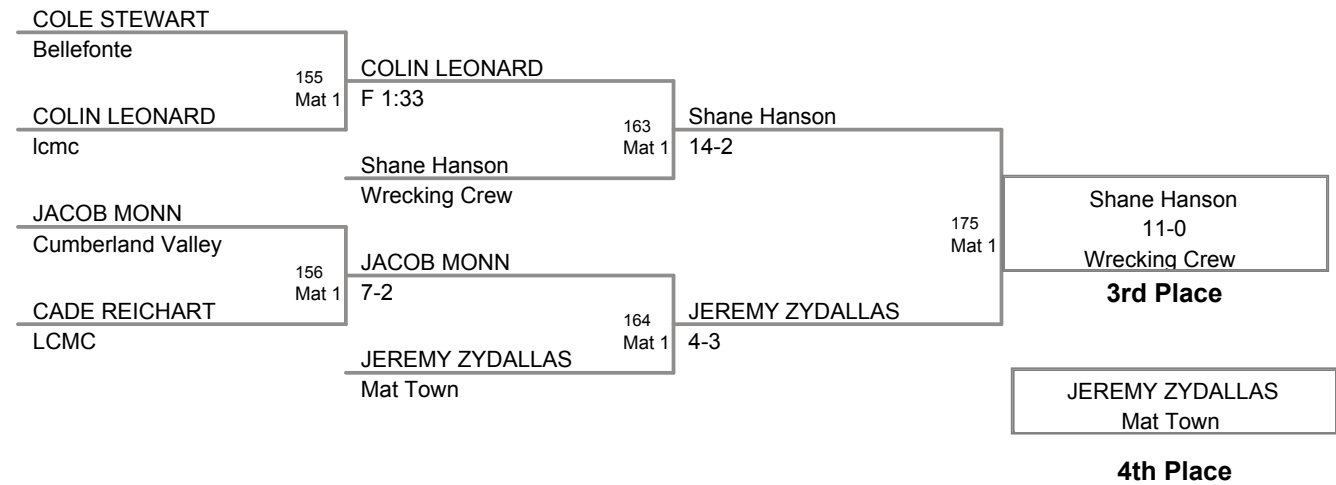 COLE STEWART
Bellefonte
155
Mat 1
COLIN LEONARD
lcmc
COLIN LEONARD
F 1:33
Shane Hanson
Wrecking Crew
163
Mat 1
Shane Hanson
14-2
JACOB MONN
Cumberland Valley
156
Mat 1
CADE REICHART
LCMC
JACOB MONN
7-2
JEREMY ZYDALLAS
Mat Town
164
Mat 1
JEREMY ZYDALLAS
4-3
175
Mat 1
Shane Hanson
11-0
Wrecking Crew
3rd Place
JEREMY ZYDALLAS
Mat Town
4th Place